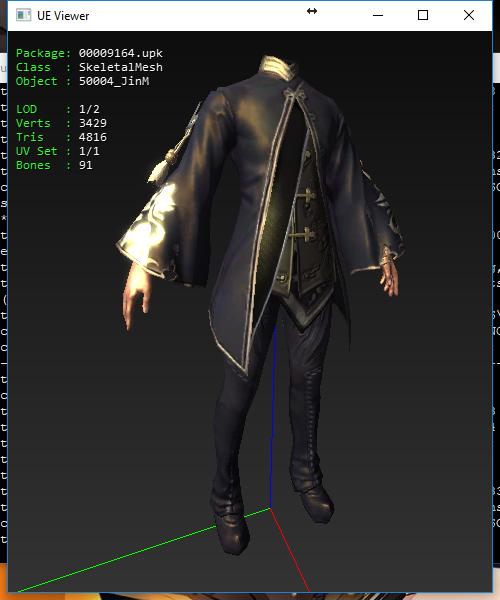 UE Viewer
Package: 00009164.upk
Class  : SkeletalMesh
Object : 50004_JinM
LOD    : 1/2
Verts  : 3429
Tris   : 4816
UV Set : 1/1
Bones  : 91